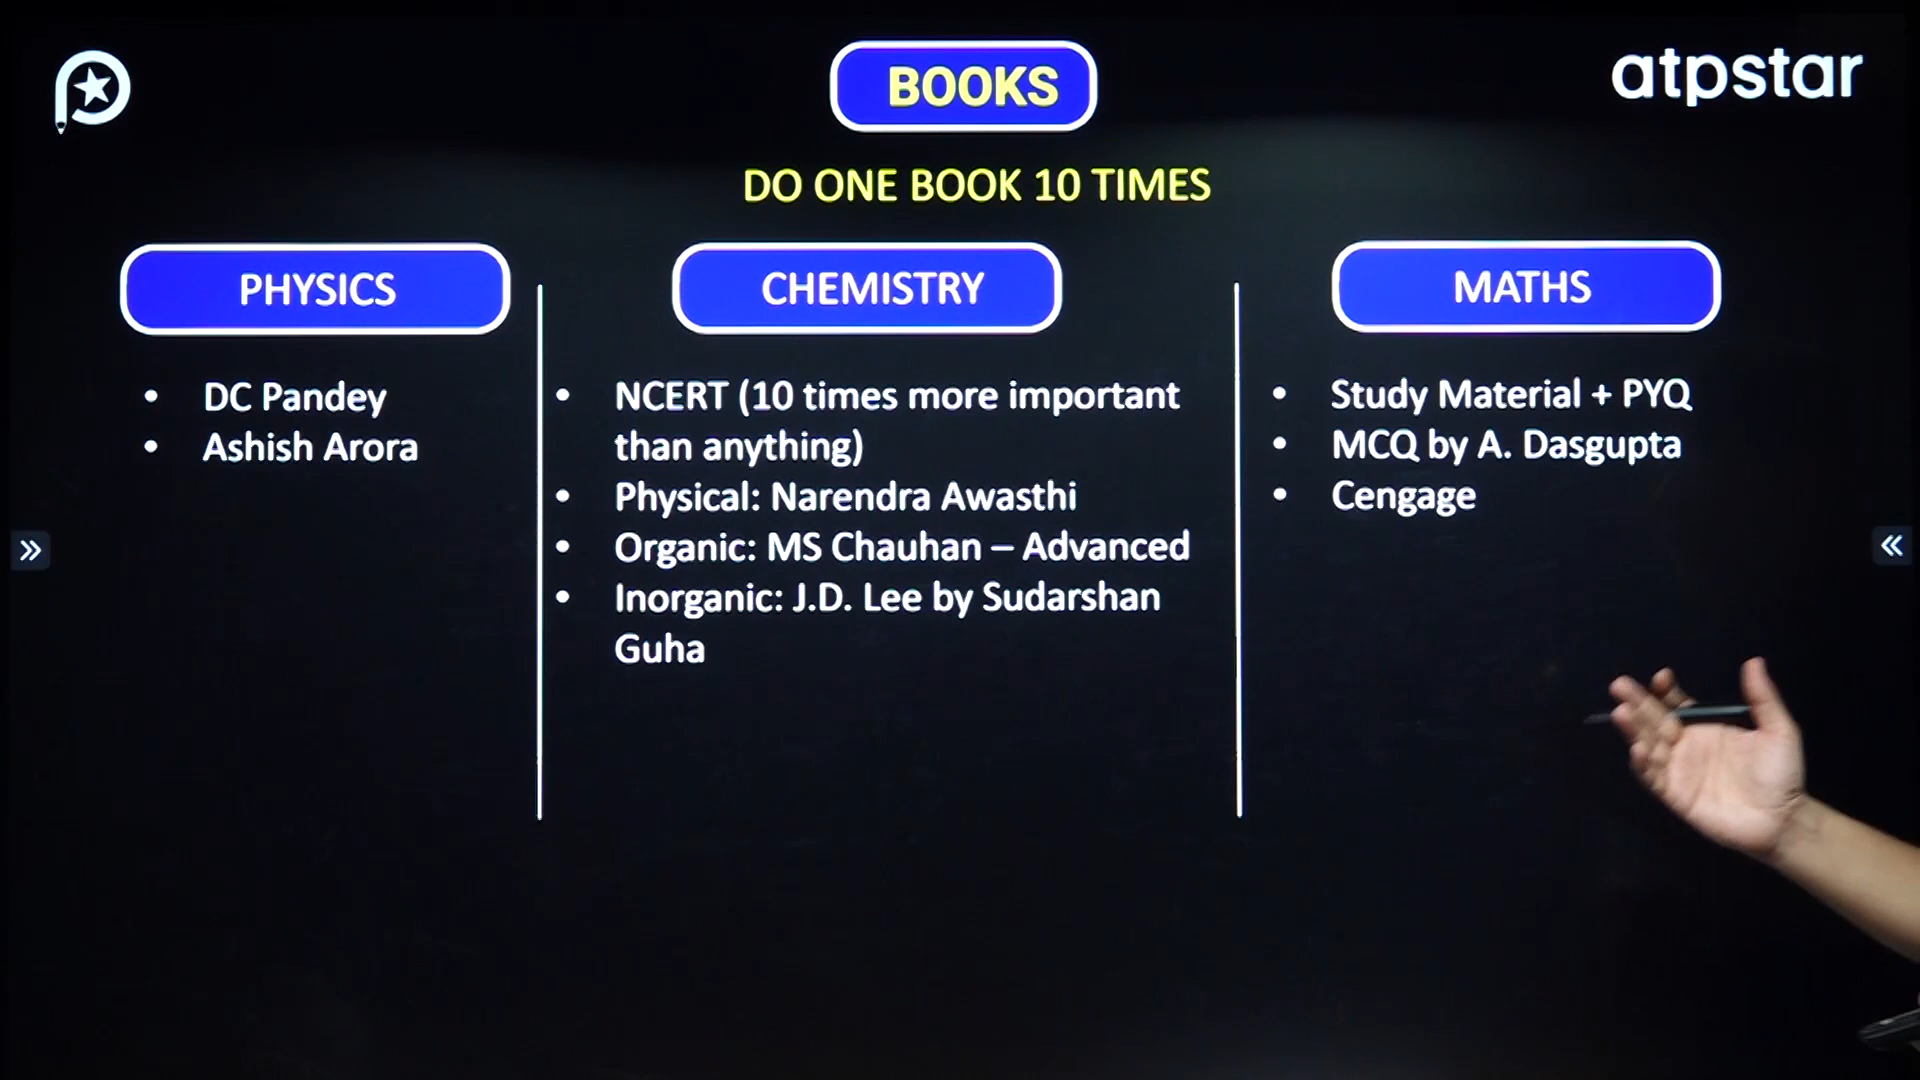 BOOKS
atpstar
DO ONE BOOK 10 TIMES
PHYSICS
• DC Pandey
• Ashish Arora
CHEMISTRY
• NCERT (10 times more important
than anything)
• Physical: Narendra Awasthi
• Organic: MS Chauhan – Advanced
• Inorganic: J.D. Lee by Sudarshan
Guha
MATHS
• Study Material + PYQ
• MCQ by A. Dasgupta
• Cengage